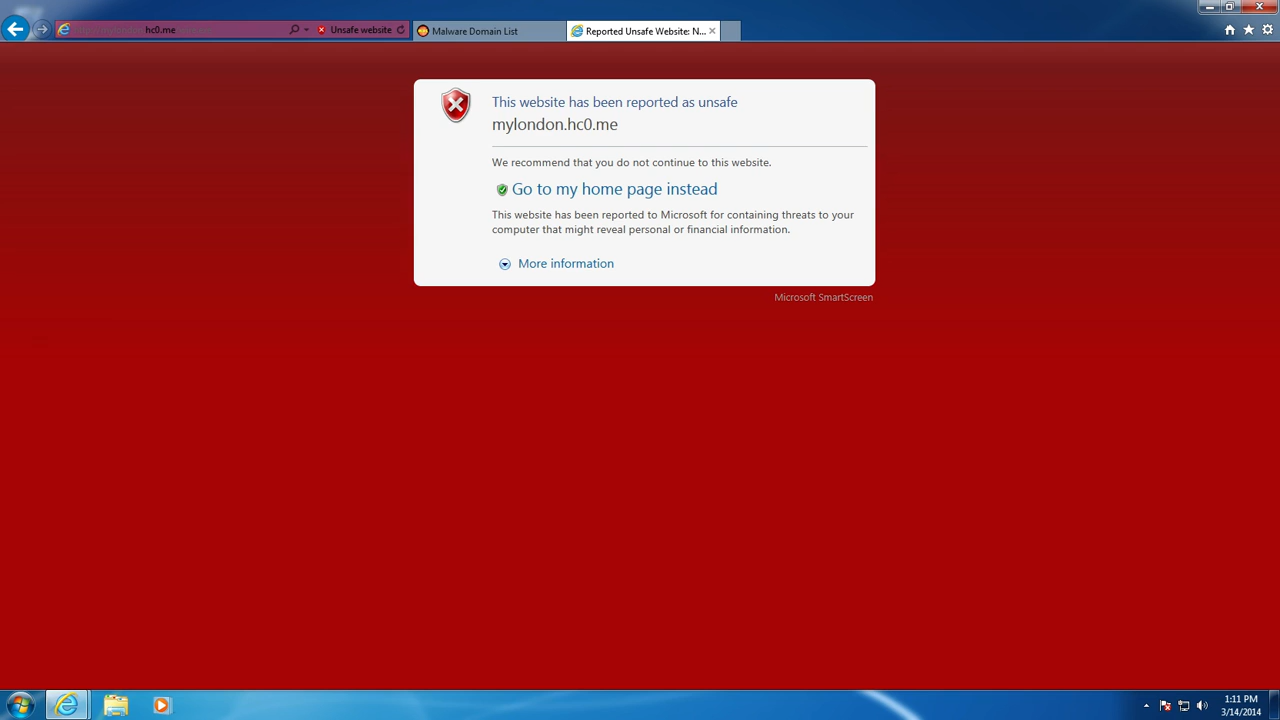 hc0.me
Unsafe website
Malware Domain List
Reported Unsafe Website: N...
This website has been reported as unsafe
mylondon.hc0.me
We recommend that you do not continue to this website.
Go to my home page instead
This website has been reported to Microsoft for containing threats to your
computer that might reveal personal or financial information.
More information
Microsoft SmartScreen
1:11 PM
3/14/2014